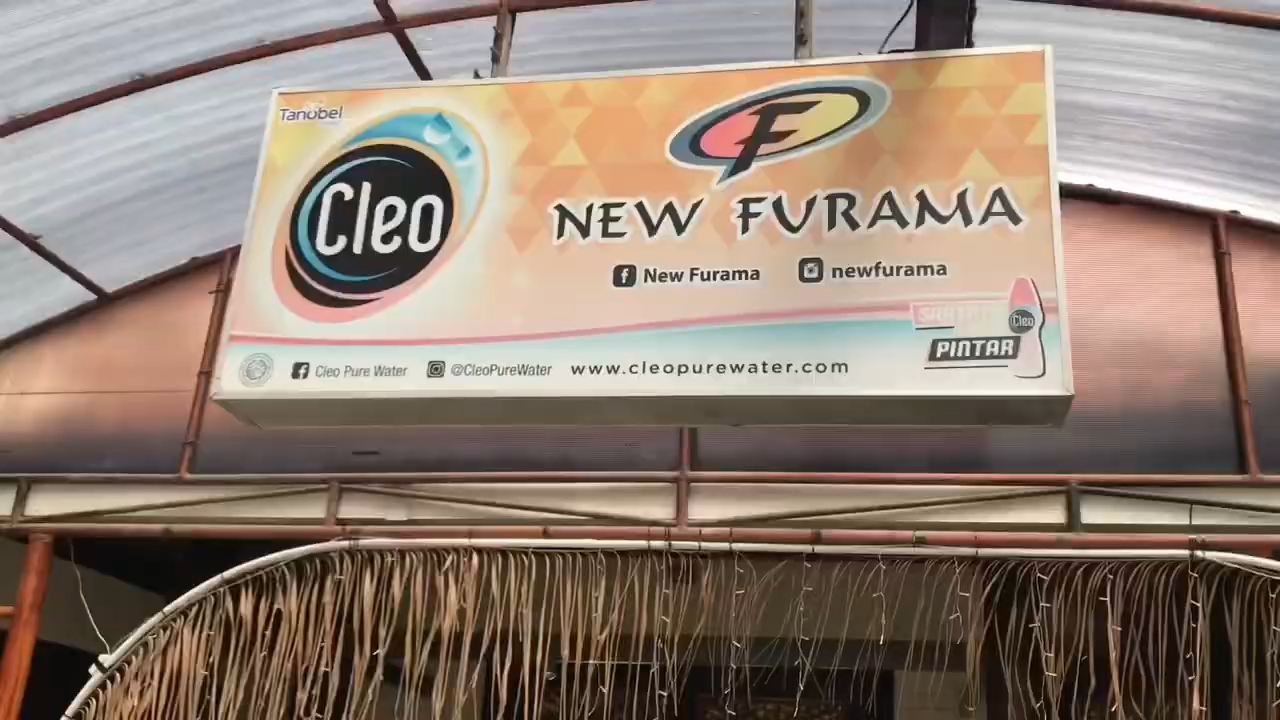 Tanobel
Cleo
F
NEW FURAMA
New Furama
newfurama
Cleo
PINTAR
Cleo Pure Water
@CleoPureWater
www.cleopurewater.com